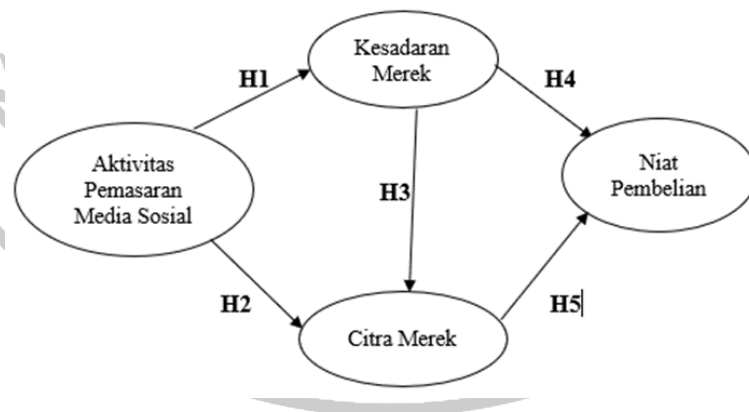 Kesadaran
Merek
H1
H4
Aktivitas
Pemasaran
Media Sosial
Niat
Pembelian
H3
H2
H5
Citra Merek